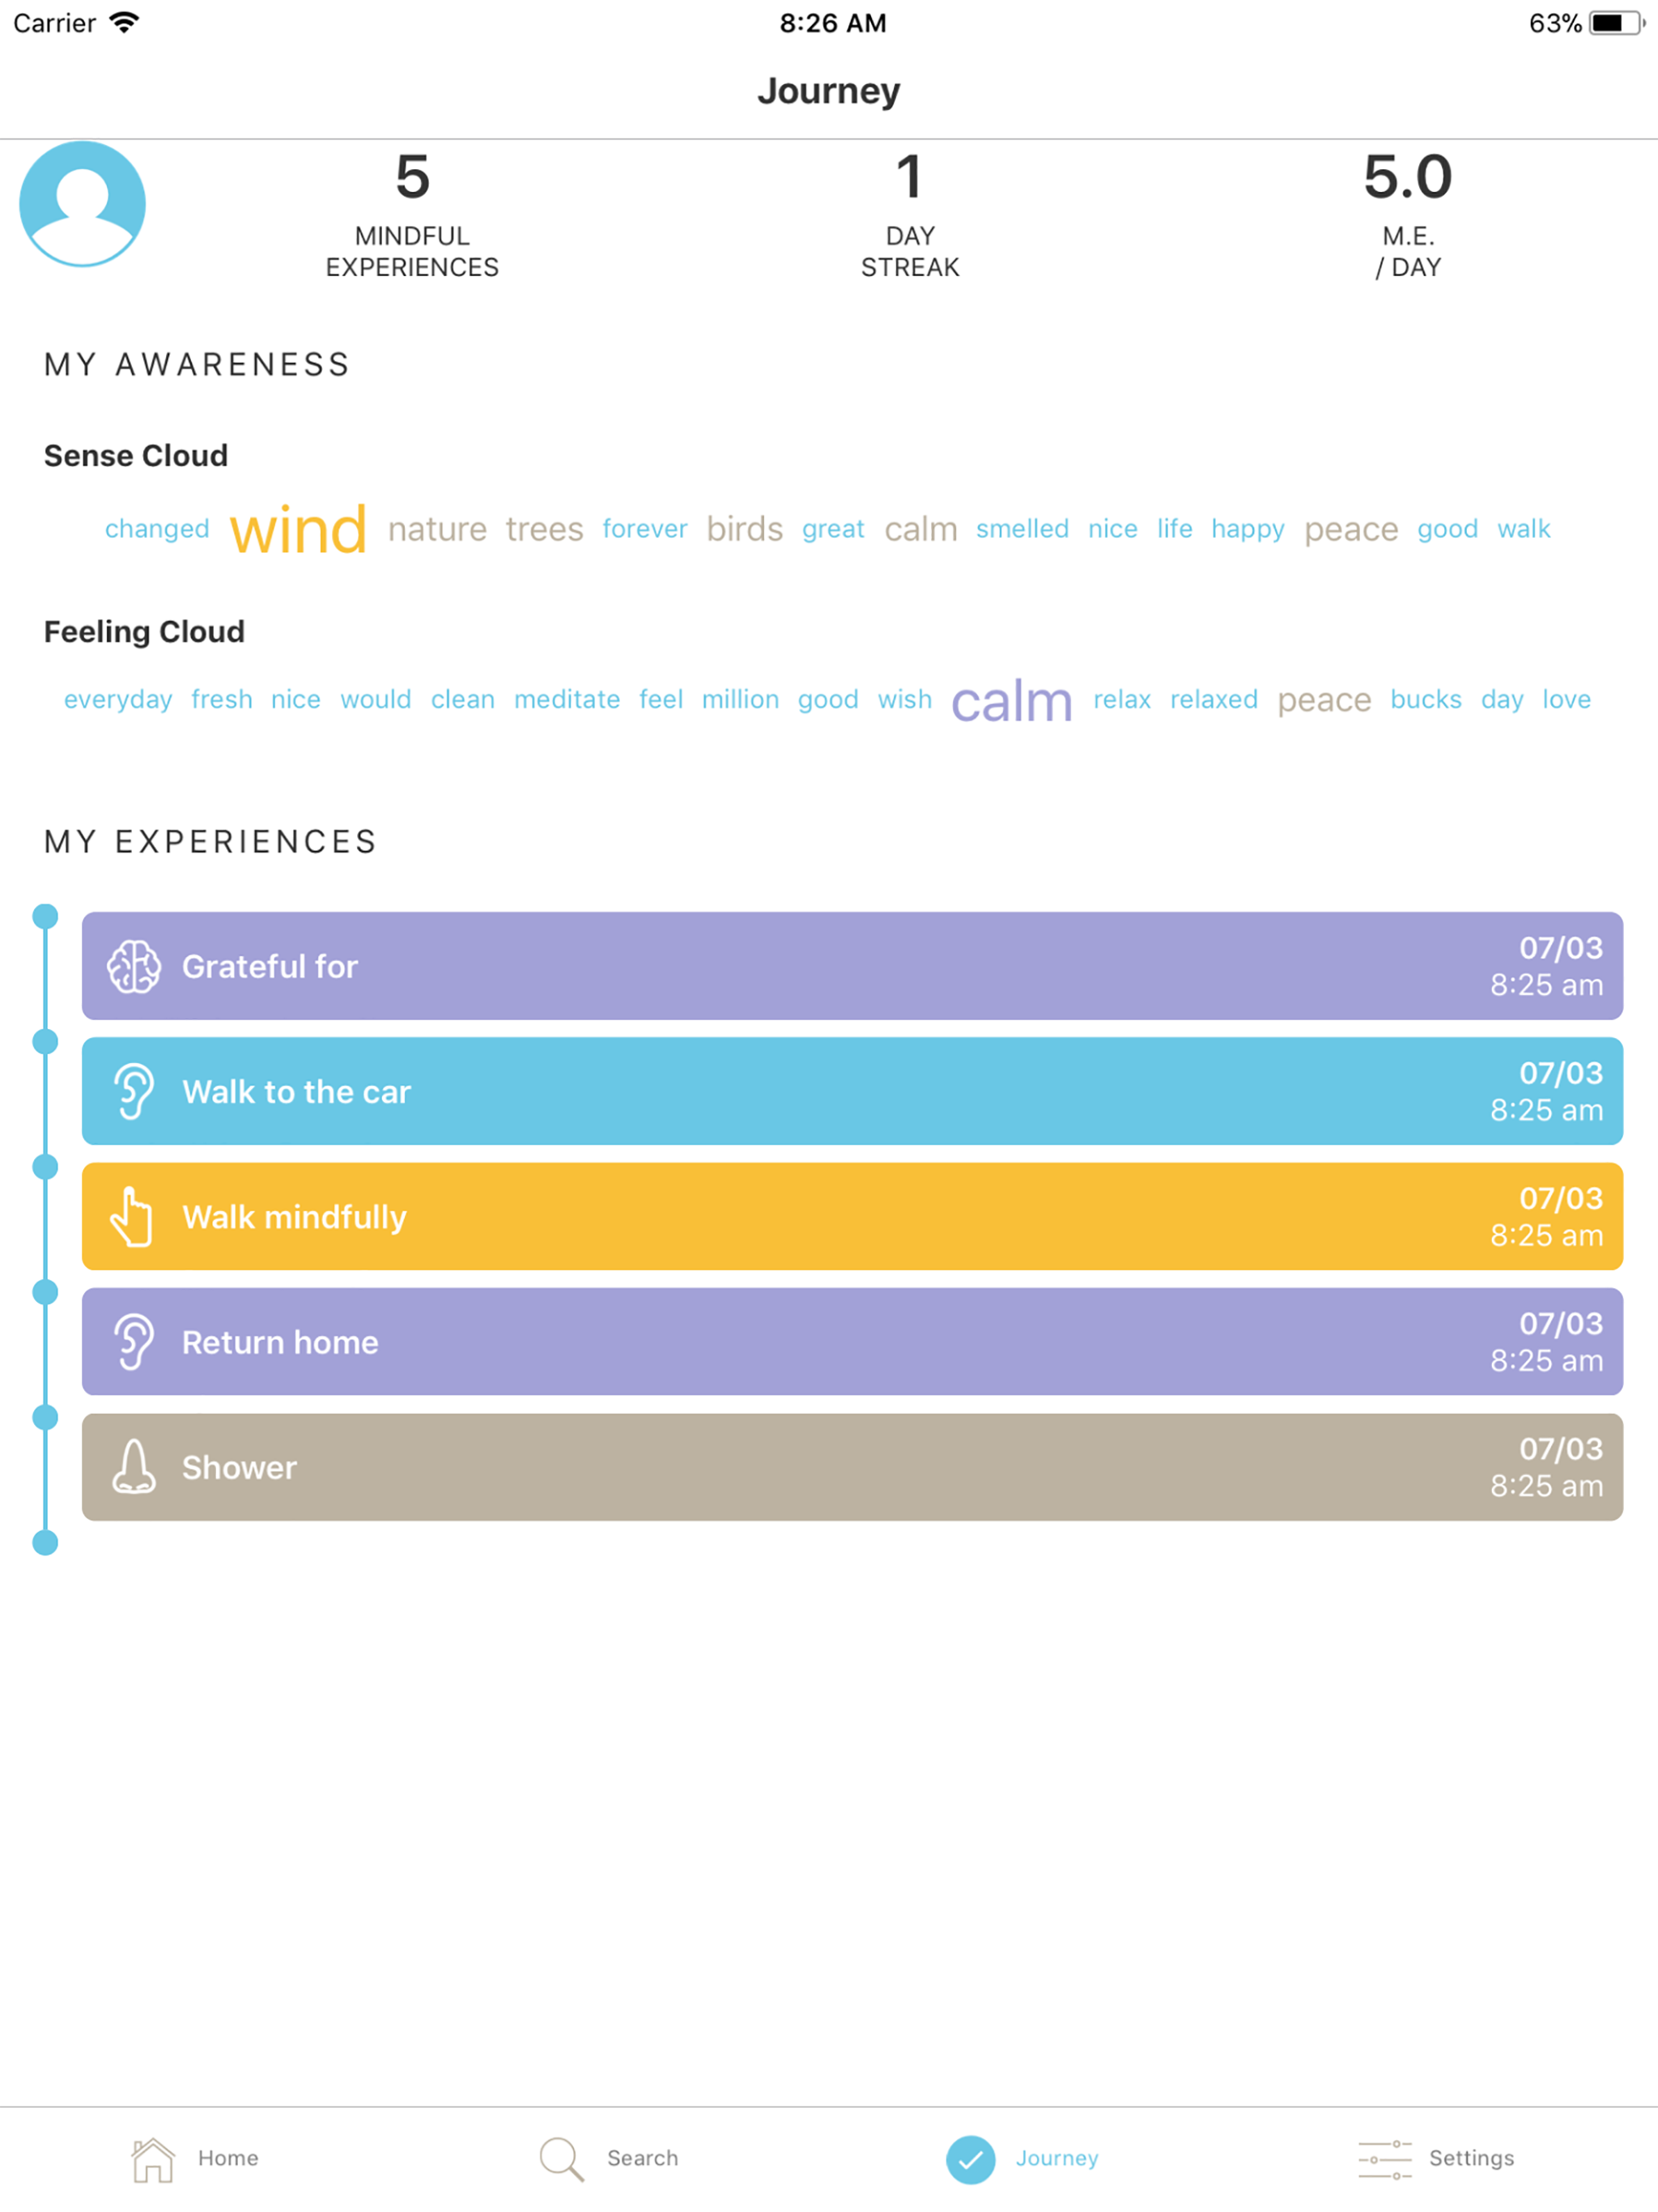 Carrier 8:26 AM 63%
Journey
5 1 5.0
MINDFUL DAY M.E.
EXPERIENCES STREAK / DAY
MY AWARENESS
Sense Cloud
changed wind nature trees forever birds great calm smelled nice life happy peace good walk
Feeling Cloud
everyday fresh nice would clean meditate feel million good wish calm relax relaxed peace bucks day love
MY EXPERIENCES
Grateful for 07/03
8:25 am
Walk to the car 07/03
8:25 am
Walk mindfully 07/03
8:25 am
Return home 07/03
8:25 am
Shower 07/03
8:25 am
Home Search Journey Settings